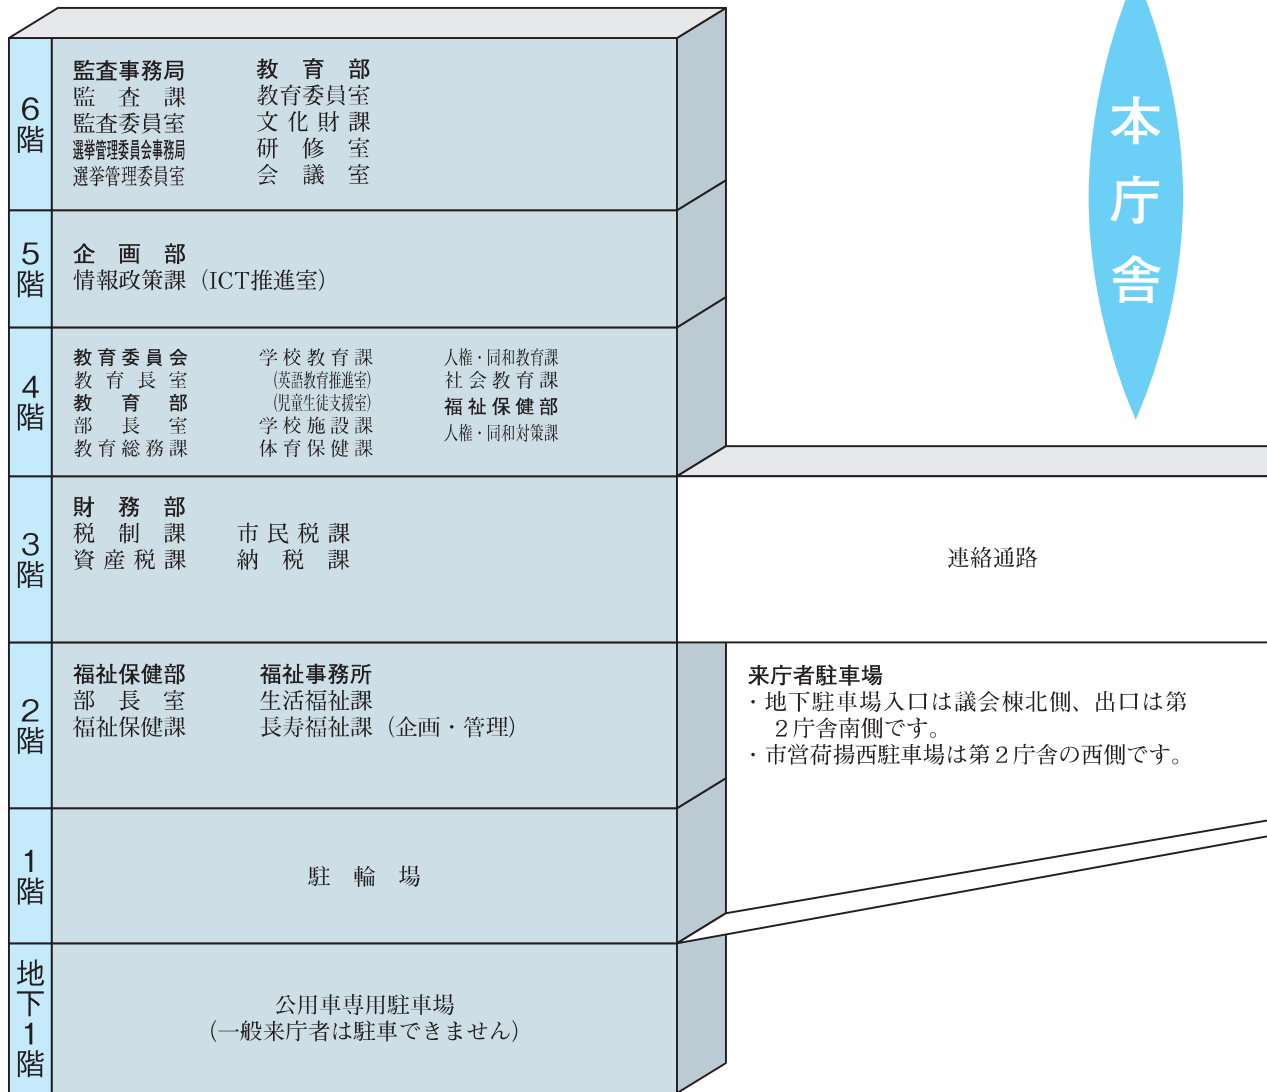 本庁舎
6階
監査事務局
監査課
監査委員室
選挙管理委員会事務局
選挙管理委員室
教育部
教育委員室
文化財課
研修室
会議室
5階
企画部
情報政策課（ICT推進室）
4階
教育委員会
教育長室
教育部
部長室
教育総務課
学校教育課
（英語教育推進室）
（児童生徒支援室）
学校施設課
体育保健課
人権・同和教育課
社会教育課
福祉保健部
人権・同和対策課
3階
財務部
税制課
資産税課
市民税課
納税課
連絡通路
2階
福祉保健部
部長室
福祉保健課
福祉事務所
生活福祉課
長寿福祉課（企画・管理）
来庁者駐車場
・地下駐車場入口は議会棟北側、出口は第
２庁舎南側です。
・市営荷揚西駐車場は第２庁舎の西側です。
1階
駐輪場
地下1階
公用車専用駐車場
（一般来庁者は駐車できません）